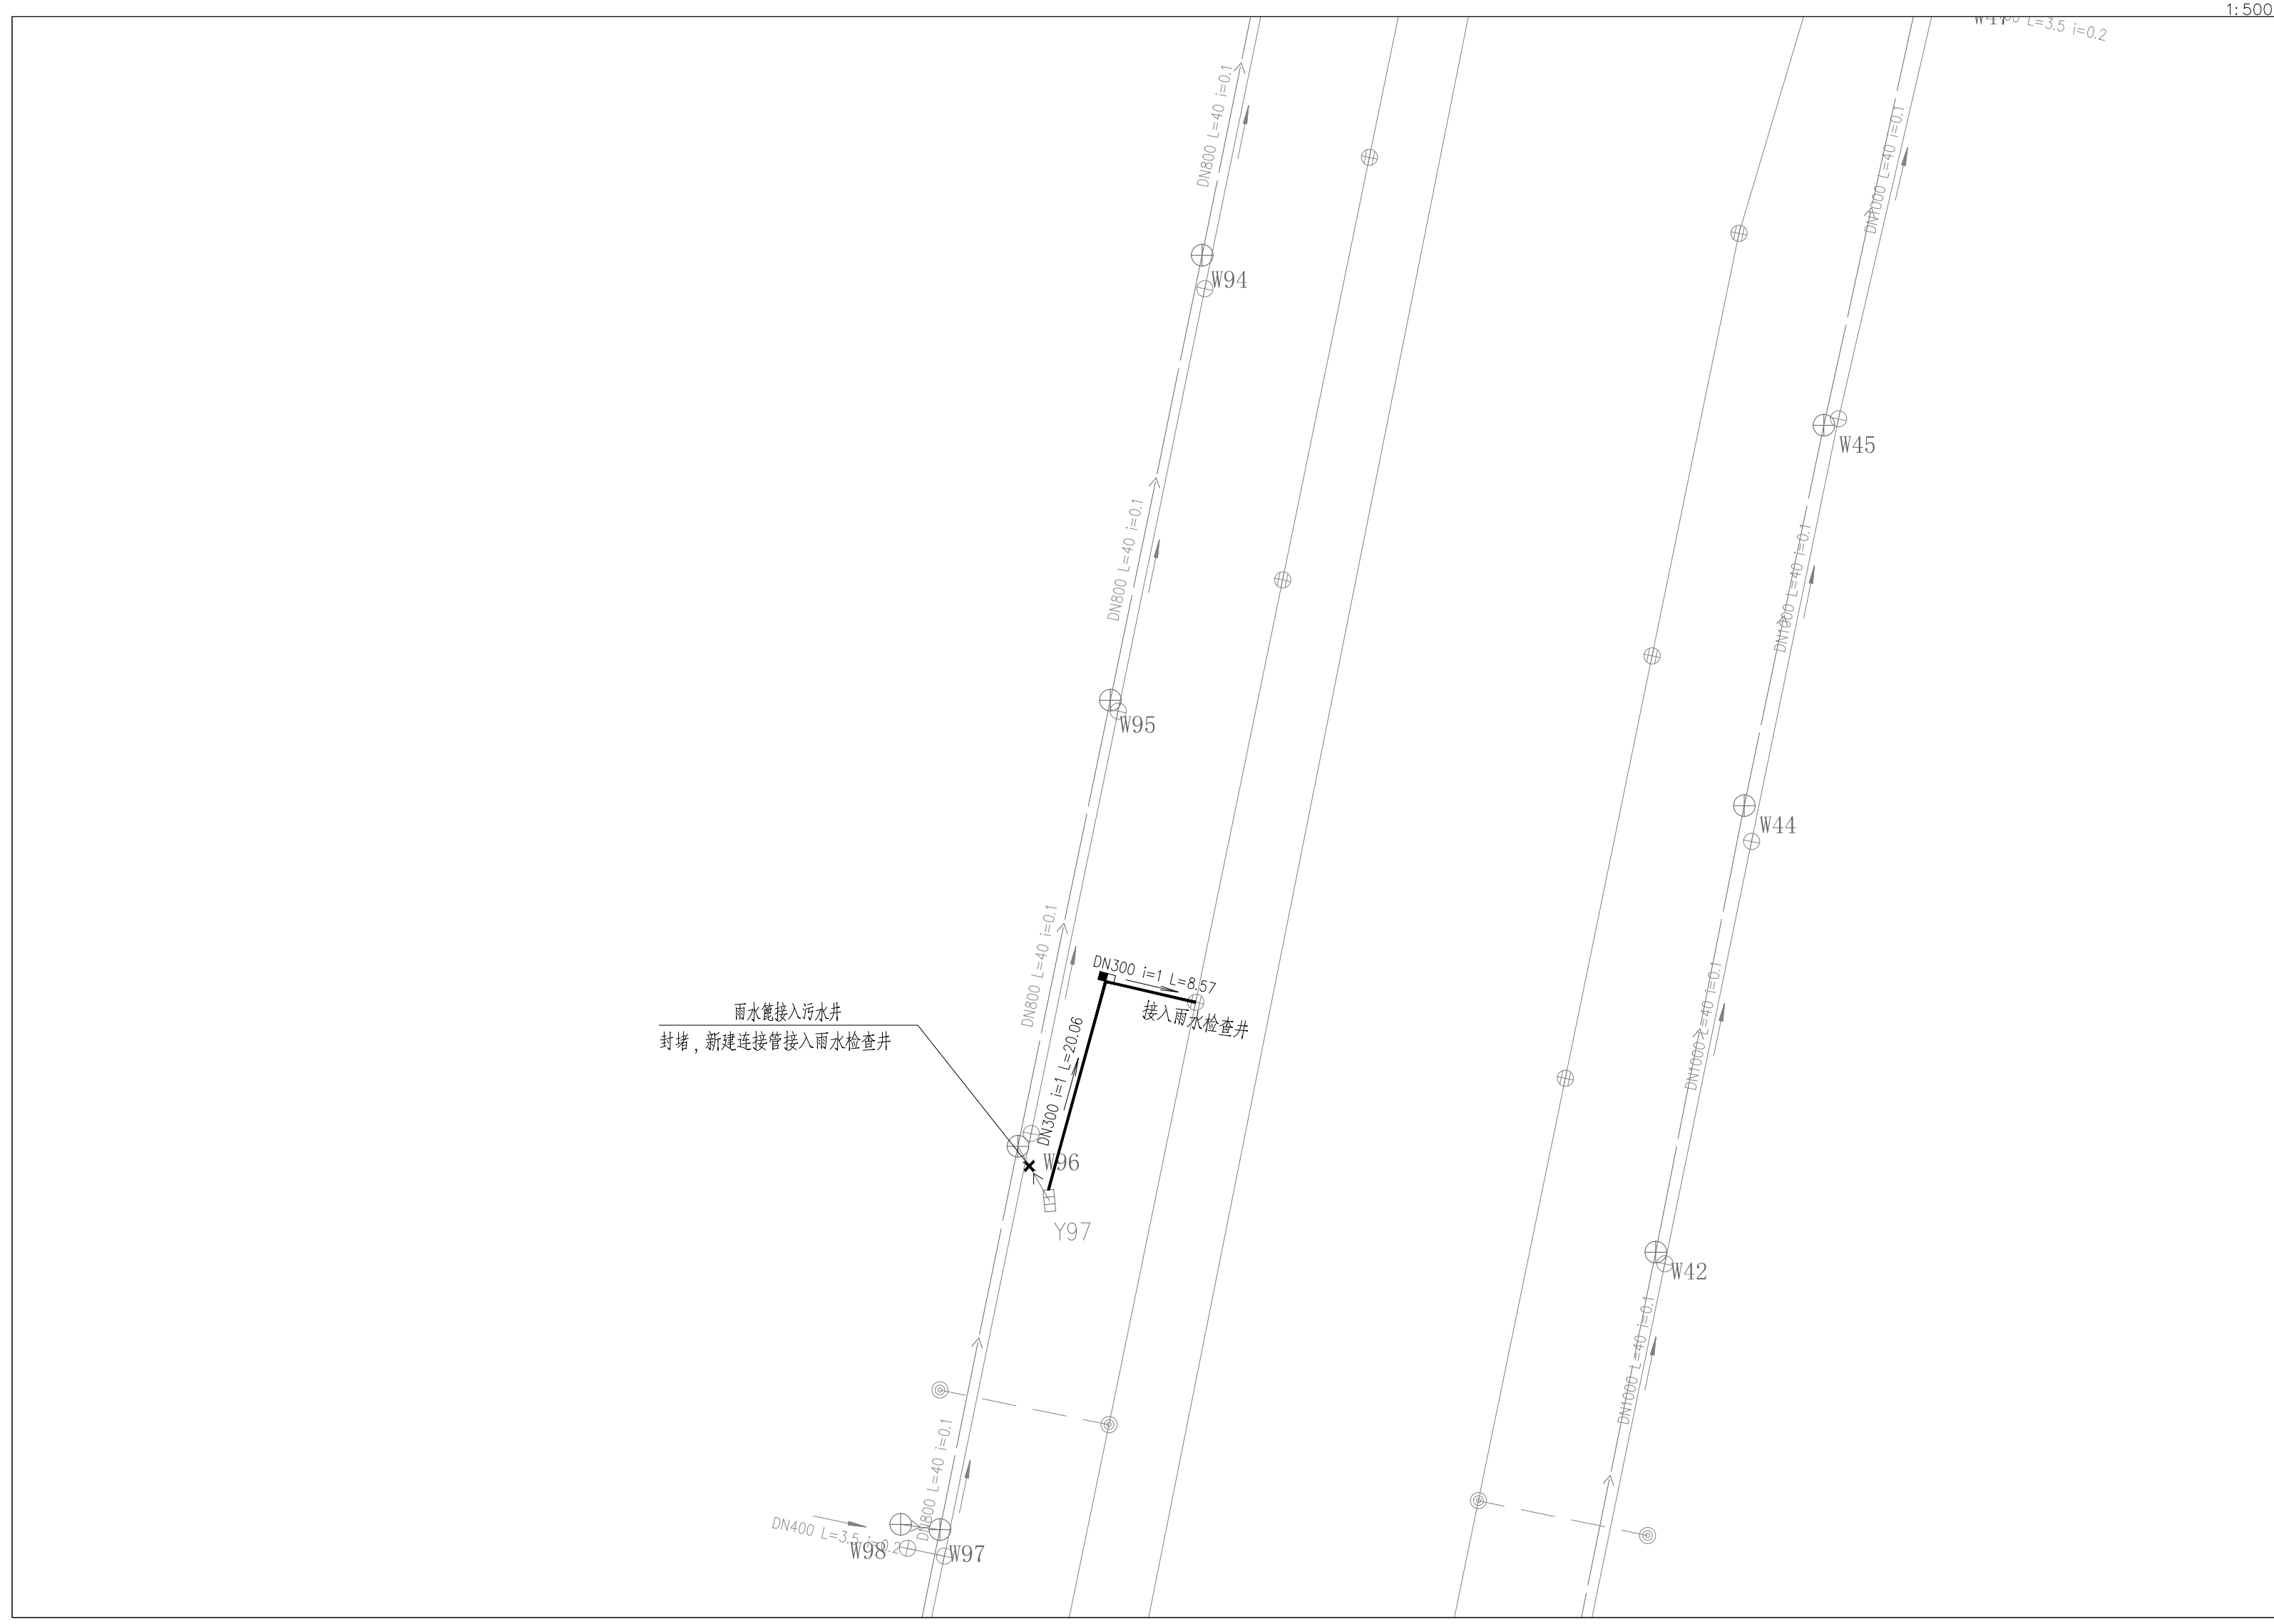 1:500
L=3.5 i=0.2
DN800 L=40 i=0.1
DN1000 L=40 i=0.1
W94
W45
DN800 L=40 i=0.1
DN1000 L=40 i=0.1
W95
W44
DN800 L=40 i=0.1
DN300 i=1 L=8.57
接入雨水检查井
DN1000 L=40 i=0.1
雨水篦接入污水井
封堵，新建连接管接入雨水检查井
DN300 i=1 L=20.06
W96
Y97
W42
DN1000 L=40 i=0.1
DN800 L=40 i=0.1
DN400 L=3.5 i=0.2
W98
W97